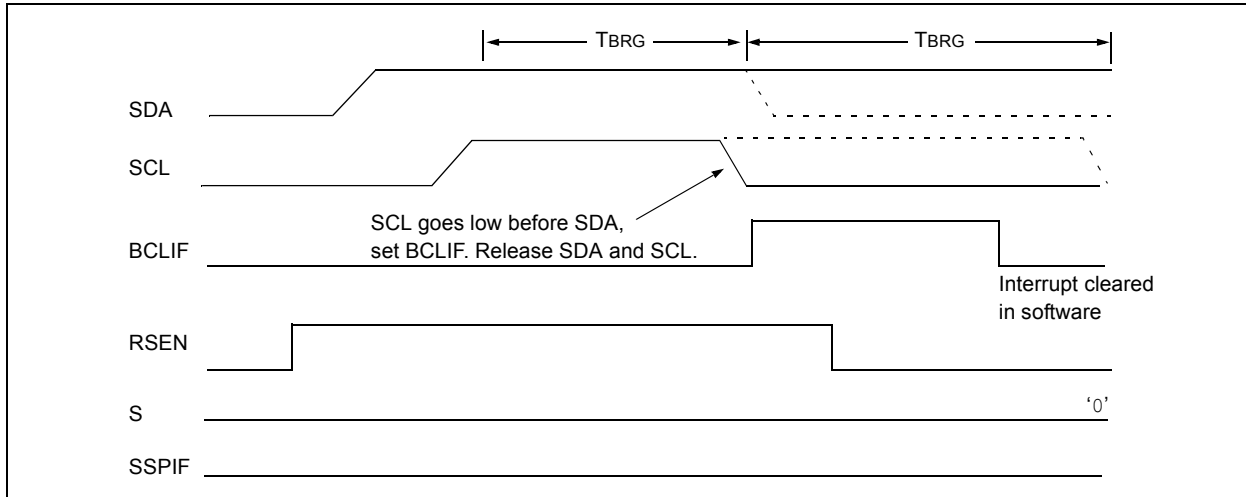 TBRG TBRG
SDA
SCL
SCL goes low before SDA,
set BCLIF. Release SDA and SCL.
BCLIF
Interrupt cleared
in software
RSEN
S
‘0’
SSPIF